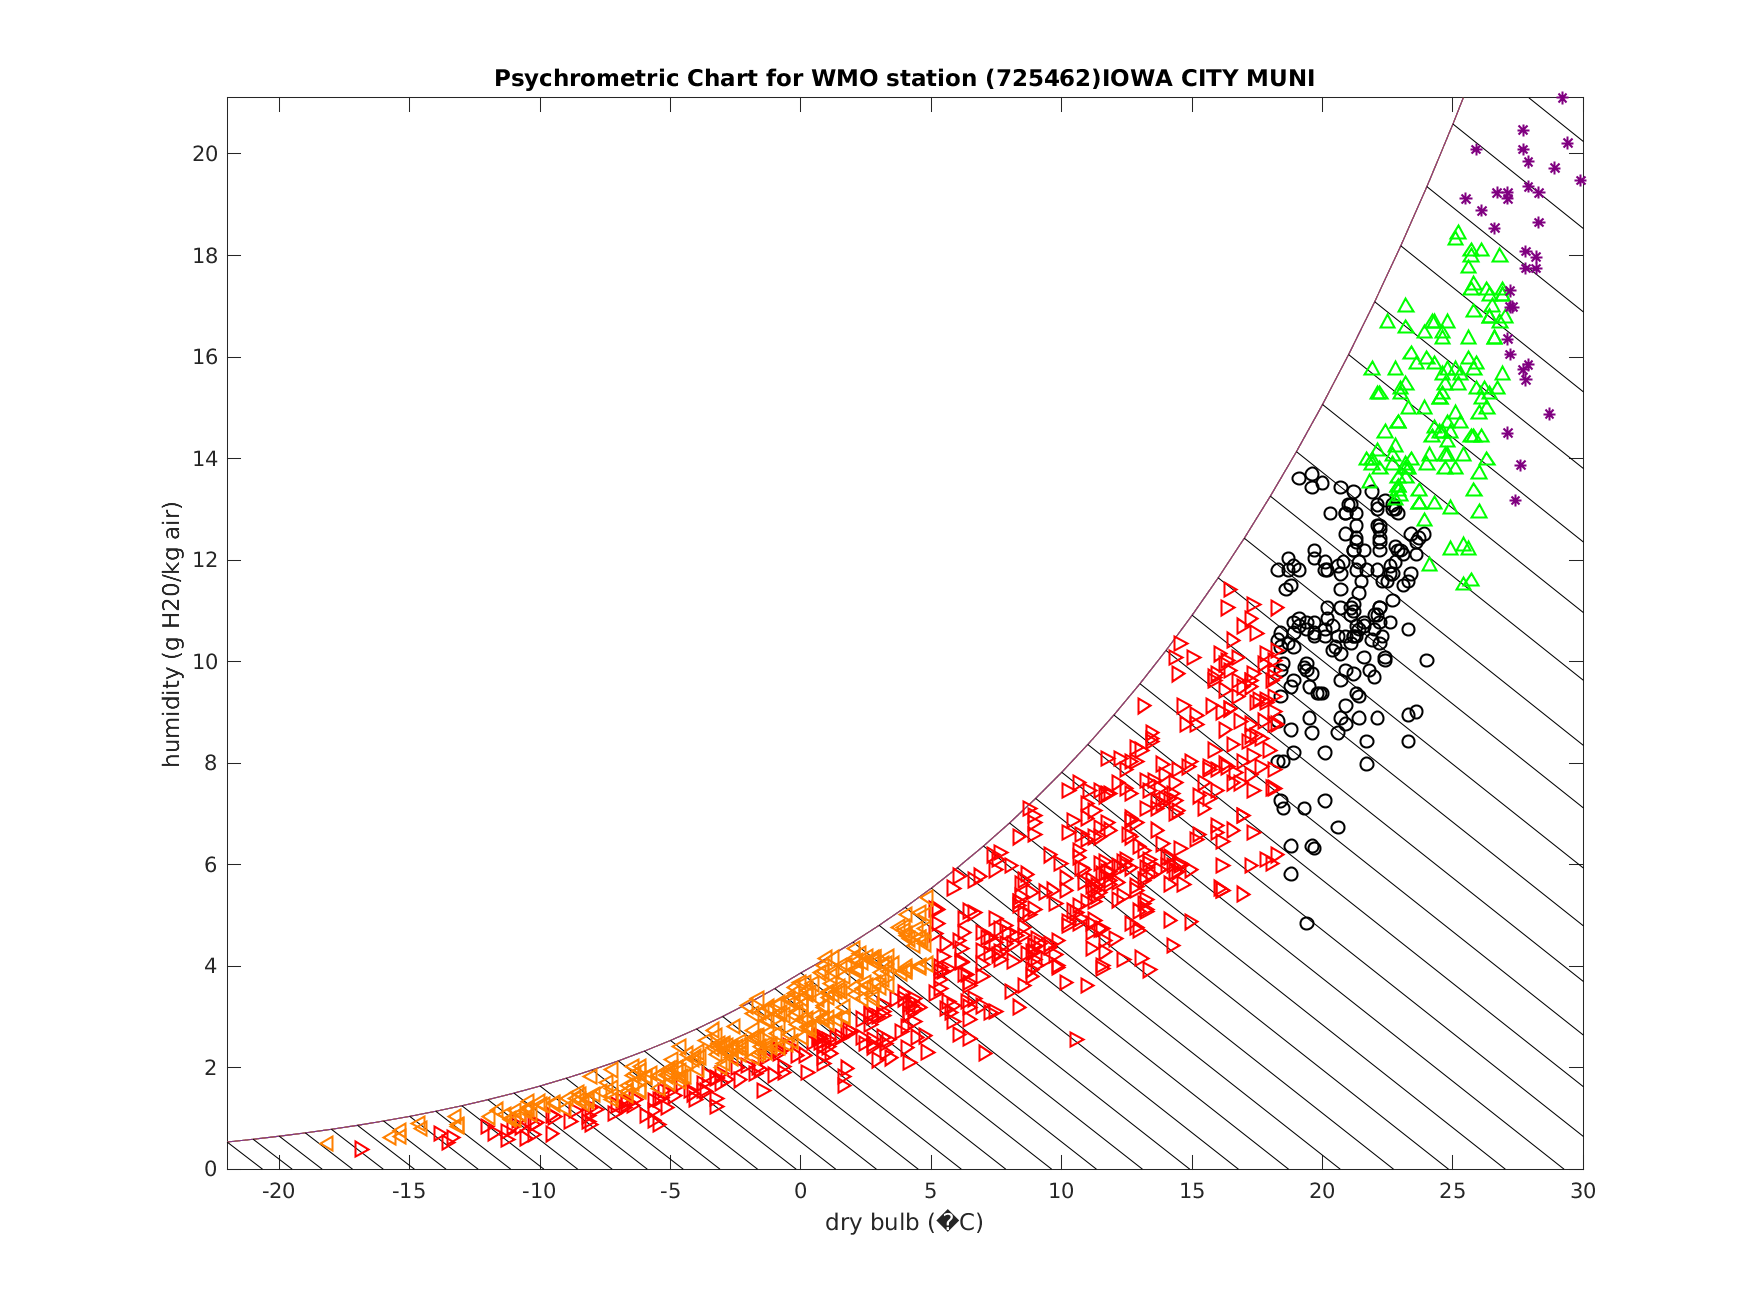 Psychrometric Chart for WMO station (725462)IOWA CITY MUNI
humidity (g H20/kg air)
20
18
16
14
12
10
8
6
4
2
0
-20 -15 -10 -5 0 5 10 15 20 25 30
dry bulb (�C)